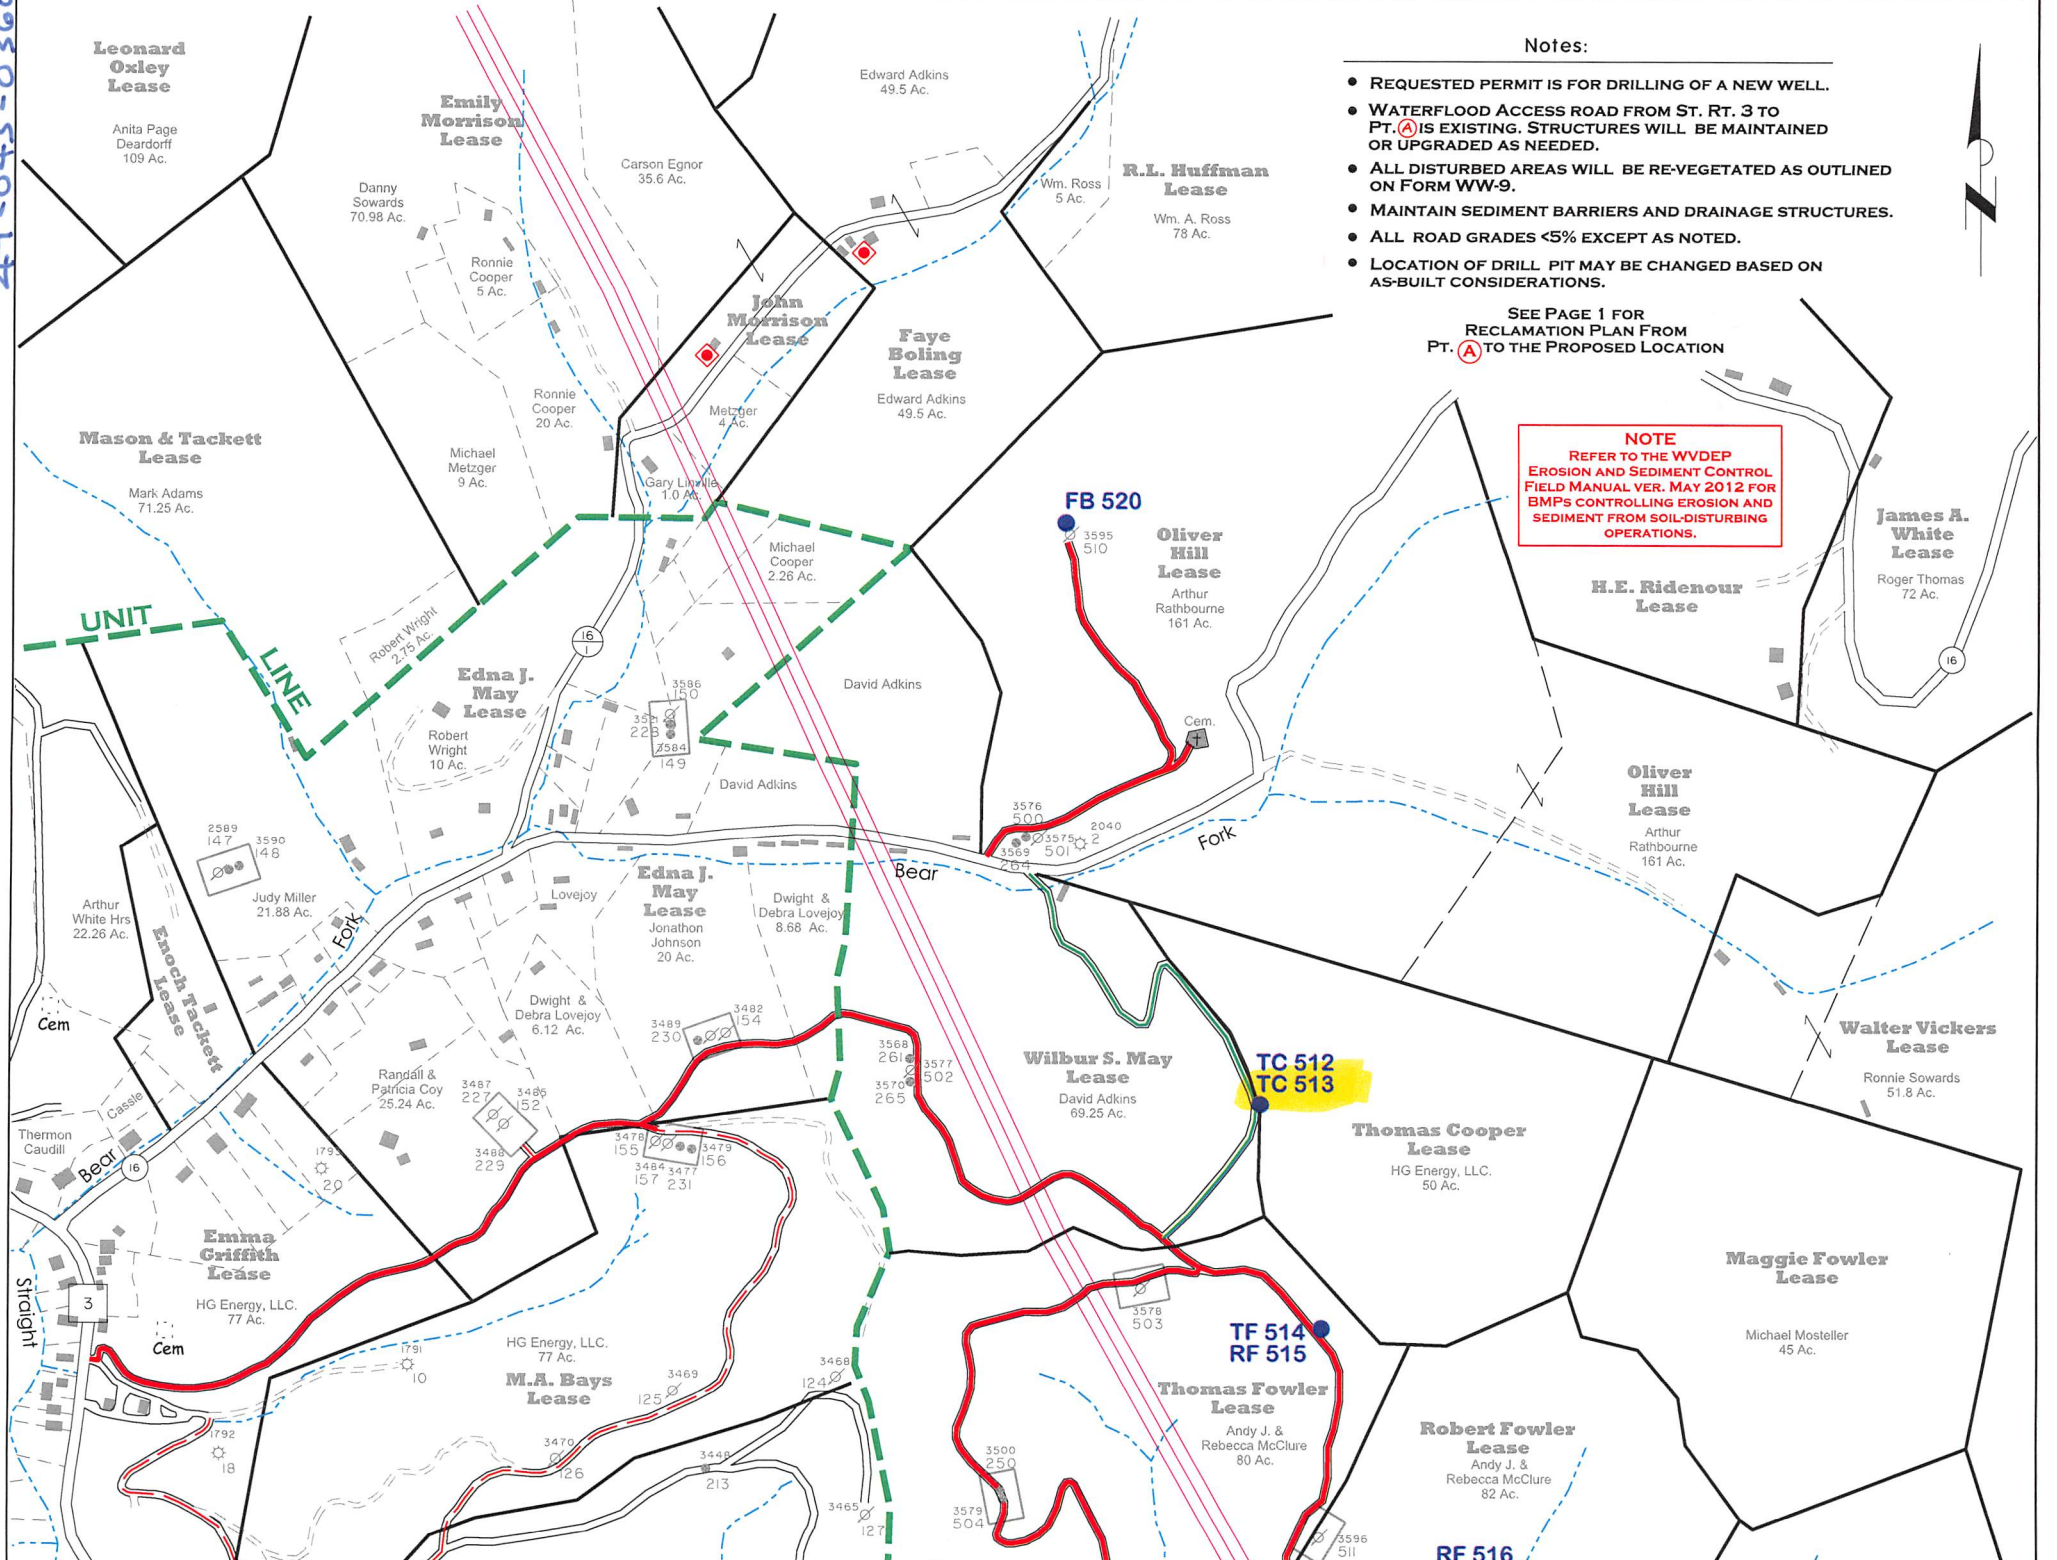 Leonard
Oxley
Lease
Anita Page
Deardorff
109 Ac.
Emily
Morrison
Lease
Danny
Sowards
70.98 Ac.
Ronnie
Cooper
5 Ac.
Carson Egnor
35.6 Ac.
Edward Adkins
49.5 Ac.
Wm. Ross
5 Ac.
R.L. Huffman
Lease
Wm. A. Ross
78 Ac.
Notes:
• REQUESTED PERMIT IS FOR DRILLING OF A NEW WELL.
• WATERFLOOD ACCESS ROAD FROM ST. RT. 3 TO
PT. A IS EXISTING. STRUCTURES WILL BE MAINTAINED
OR UPGRADED AS NEEDED.
• ALL DISTURBED AREAS WILL BE RE-VEGETATED AS OUTLINED
ON FORM WW-9.
• MAINTAIN SEDIMENT BARRIERS AND DRAINAGE STRUCTURES.
• ALL ROAD GRADES <5% EXCEPT AS NOTED.
• LOCATION OF DRILL PIT MAY BE CHANGED BASED ON
AS-BUILT CONSIDERATIONS.
SEE PAGE 1 FOR
RECLAMATION PLAN FROM
PT. A TO THE PROPOSED LOCATION
N
NOTE
REFER TO THE WVDEP
EROSION AND SEDIMENT CONTROL
FIELD MANUAL VER. MAY 2012 FOR
BMPS CONTROLLING EROSION AND
SEDIMENT FROM SOIL-DISTURBING
OPERATIONS.
John
Morrison
Lease
Faye
Boling
Lease
Edward Adkins
49.5 Ac.
Metzger
4 Ac.
Ronnie
Cooper
20 Ac.
Michael
Metzger
9 Ac.
Gary Linville
1.0 Ac.
Mason & Tackett
Lease
Mark Adams
71.25 Ac.
Michael
Cooper
2.26 Ac.
FB 520
3595
510
Oliver
Hill
Lease
Arthur
Rathbourne
161 Ac.
H.E. Ridenour
Lease
James A.
White
Lease
Roger Thomas
72 Ac.
16
UNIT
LINE
Robert Wright
2.75 Ac.
16
1
Edna J.
May
Lease
Robert
Wright
10 Ac.
3586
150
228
3584
149
David Adkins
David Adkins
Cem.
Oliver
Hill
Lease
Arthur
Rathbourne
161 Ac.
3576
500
3575
501
2040
2
3569
264
Fork
Bear
2589
147
3590
148
Judy Miller
21.88 Ac.
Arthur
White Hrs
22.26 Ac.
Enoch Tackett
Lease
Fork
Lovejoy
Edna J.
May
Lease
Jonathon
Johnson
20 Ac.
Dwight &
Debra Lovejoy
8.68 Ac.
Dwight &
Debra Lovejoy
6.12 Ac.
Cem
3489
230
3482
154
3568
261
3577
502
3570
265
Wilbur S. May
Lease
David Adkins
69.25 Ac.
TC 512
TC 513
Walter Vickers
Lease
Ronnie Sowards
51.8 Ac.
Thomas Cooper
Lease
HG Energy, LLC.
50 Ac.
Randall &
Patricia Coy
25.24 Ac.
Cassle
Thermon
Caudill
Bear
16
3487
227
3486
152
3488
229
3478
155
3479
156
3484
157
3477
231
20
Emma
Griffith
Lease
HG Energy, LLC.
77 Ac.
Straight
3
Cem
1791
10
1792
18
HG Energy, LLC.
77 Ac.
M.A. Bays
Lease
3469
125
3468
124
3470
126
3448
213
3465
127
3578
503
TF 514
RF 515
Thomas Fowler
Lease
Andy J. &
Rebecca McClure
80 Ac.
3500
250
3579
504
Maggie Fowler
Lease
Michael Mosteller
45 Ac.
Robert Fowler
Lease
Andy J. &
Rebecca McClure
82 Ac.
3596
511
RF 516